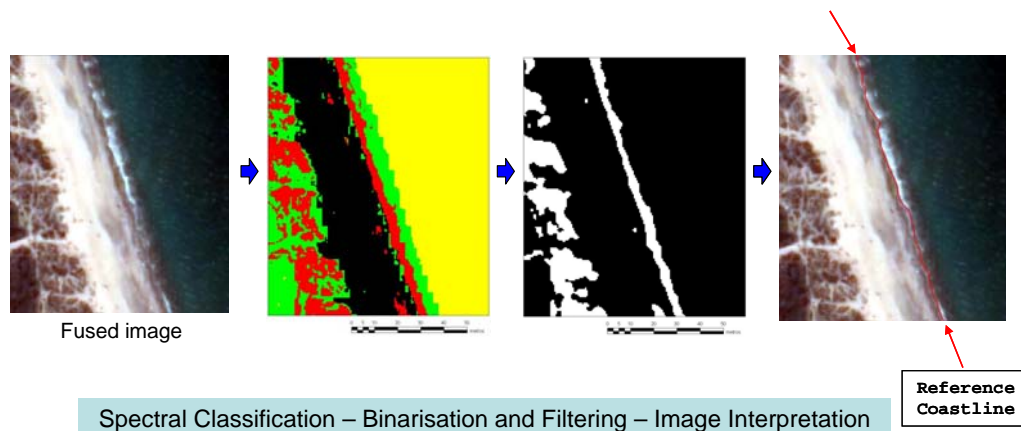 Fused image
Reference
Coastline
Spectral Classification – Binarisation and Filtering – Image Interpretation